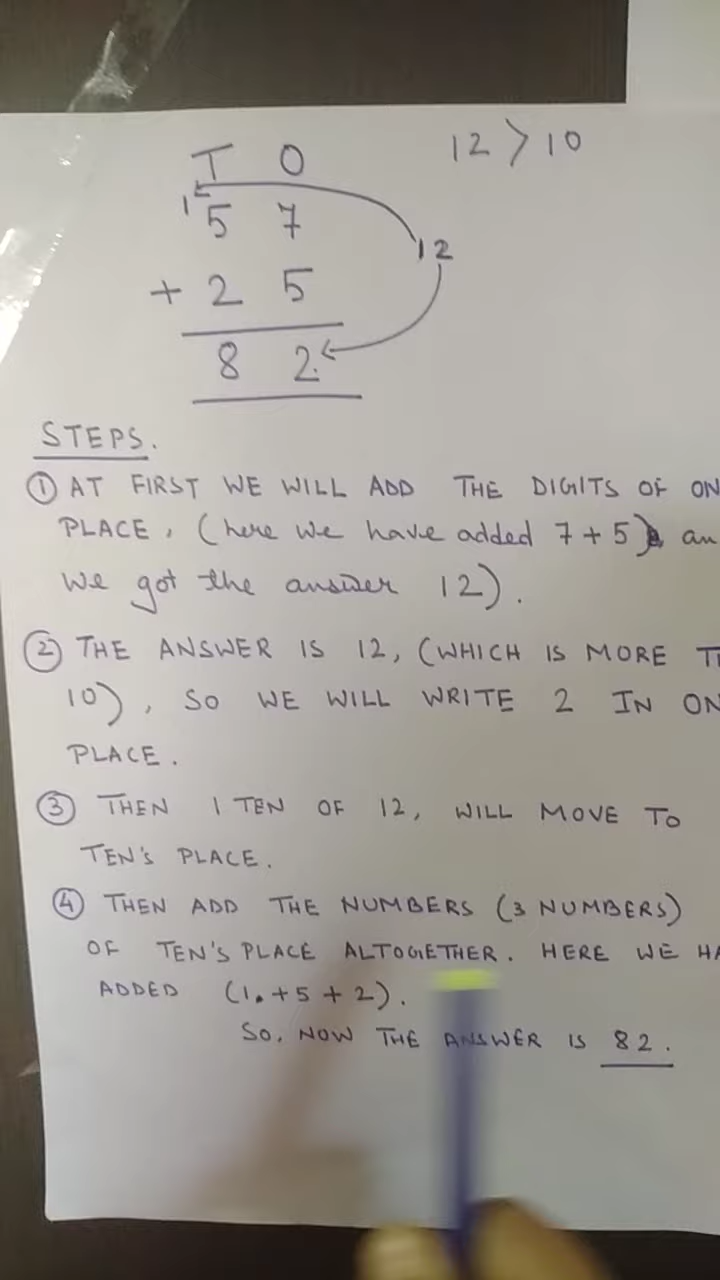 T O 12 > 10
1
5 7
12
+ 2 5
8 2
STEPS.
① AT FIRST WE WILL ADD THE DIGITS OF ON
PLACE, (here we have added 7 + 5) an
we got the answer 12).
② THE ANSWER IS 12, (WHICH IS MORE T
10), SO WE WILL WRITE 2 IN ON
PLACE.
③ THEN 1 TEN OF 12, WILL MOVE TO
TEN'S PLACE.
④ THEN ADD THE NUMBERS (3 NUMBERS)
OF TEN'S PLACE ALTOGETHER. HERE WE HA
ADDED (1.+5+2).
SO, NOW THE ANSWER IS 82.